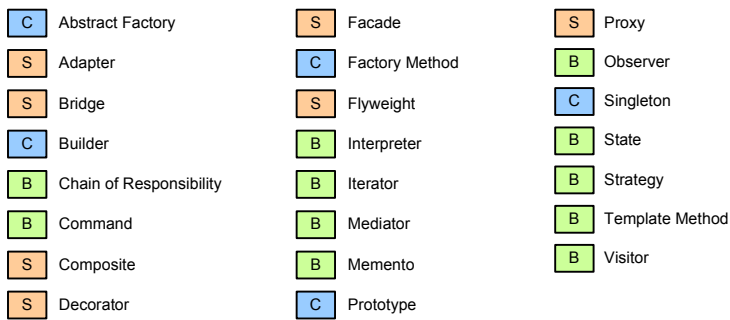 C Abstract Factory
S Adapter
S Bridge
C Builder
B Chain of Responsibility
B Command
S Composite
S Decorator
S Facade
C Factory Method
S Flyweight
B Interpreter
B Iterator
B Mediator
B Memento
C Prototype
S Proxy
B Observer
C Singleton
B State
B Strategy
B Template Method
B Visitor